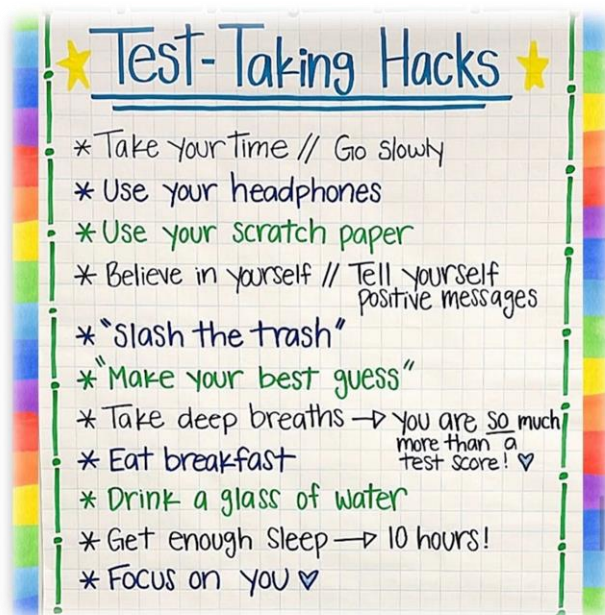 Test-Taking Hacks
* Take your Time // Go slowly
* Use your headphones
* Use your scratch paper
* Believe in yourself // Tell yourself
positive messages
* "Slash the trash"
* "Make your best guess"
* Take deep breaths → you are so much
more than a
test score! ♡
* Eat breakfast
* Drink a glass of water
* Get enough sleep → 10 hours!
* Focus on you ♡